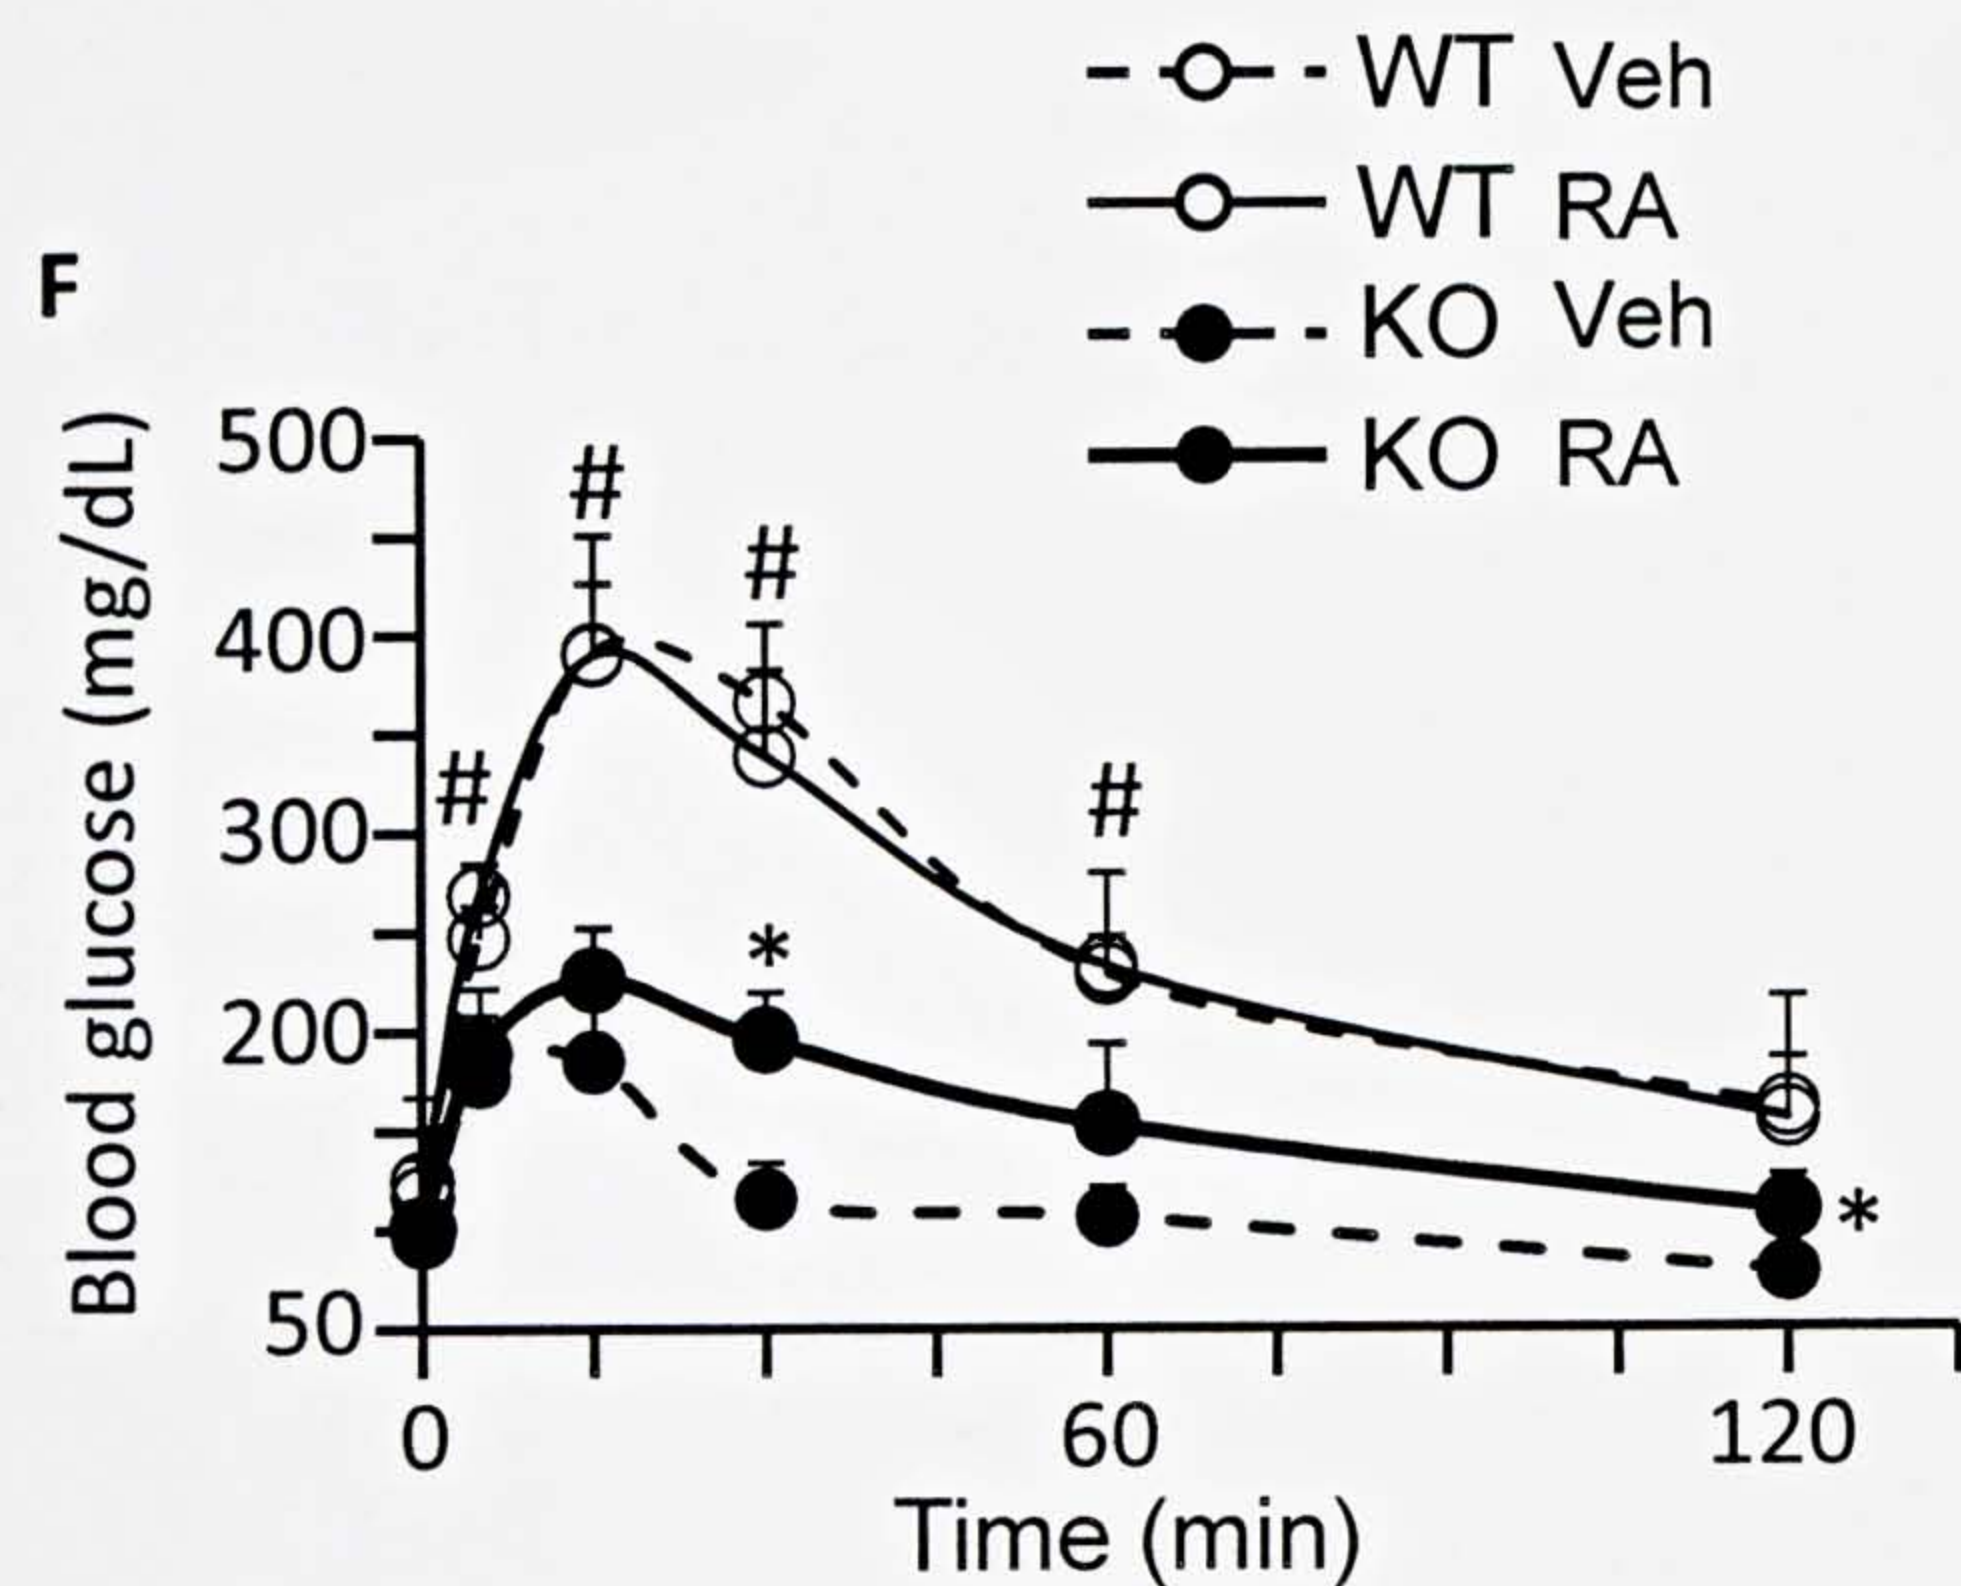 WT Veh
WT RA
KO Veh
KO RA
F
Blood glucose (mg/dL)
500
400
300
200
50
#
#
#
#
*
*
0
60
120
Time (min)